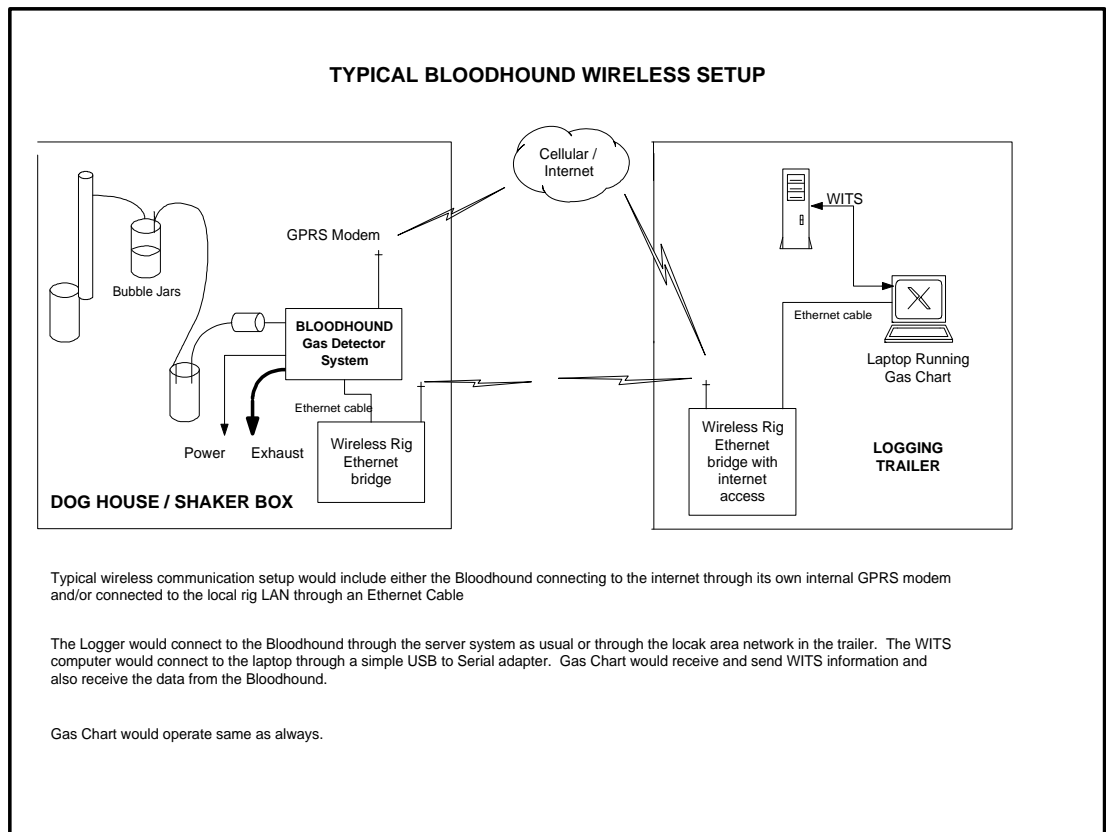 TYPICAL BLOODHOUND WIRELESS SETUP
Cellular /
Internet
WITS
GPRS Modem
Bubble Jars
BLOODHOUND
Gas Detector
System
Ethernet cable
Laptop Running
Gas Chart
Ethernet cable
Power
Exhaust
Wireless Rig
Ethernet
bridge
Wireless Rig
Ethernet
bridge with
internet
access
LOGGING
TRAILER
DOG HOUSE / SHAKER BOX
Typical wireless communication setup would include either the Bloodhound connecting to the internet through its own internal GPRS modem
and/or connected to the local rig LAN through an Ethernet Cable
The Logger would connect to the Bloodhound through the server system as usual or through the locak area network in the trailer. The WITS
computer would connect to the laptop through a simple USB to Serial adapter. Gas Chart would receive and send WITS information and
also receive the data from the Bloodhound.
Gas Chart would operate same as always.